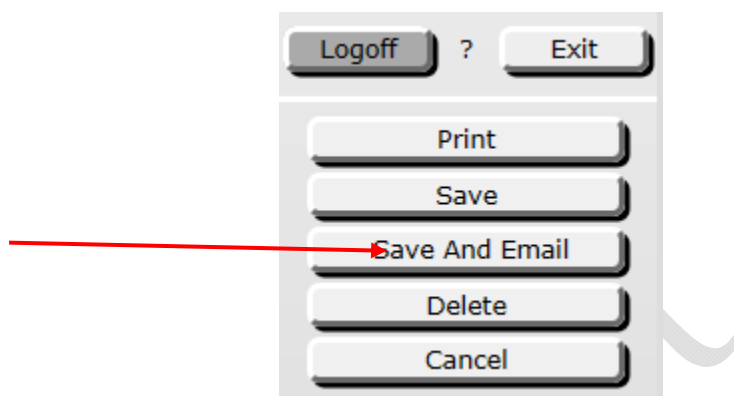 Logoff ? Exit
Print
Save
Save And Email
Delete
Cancel